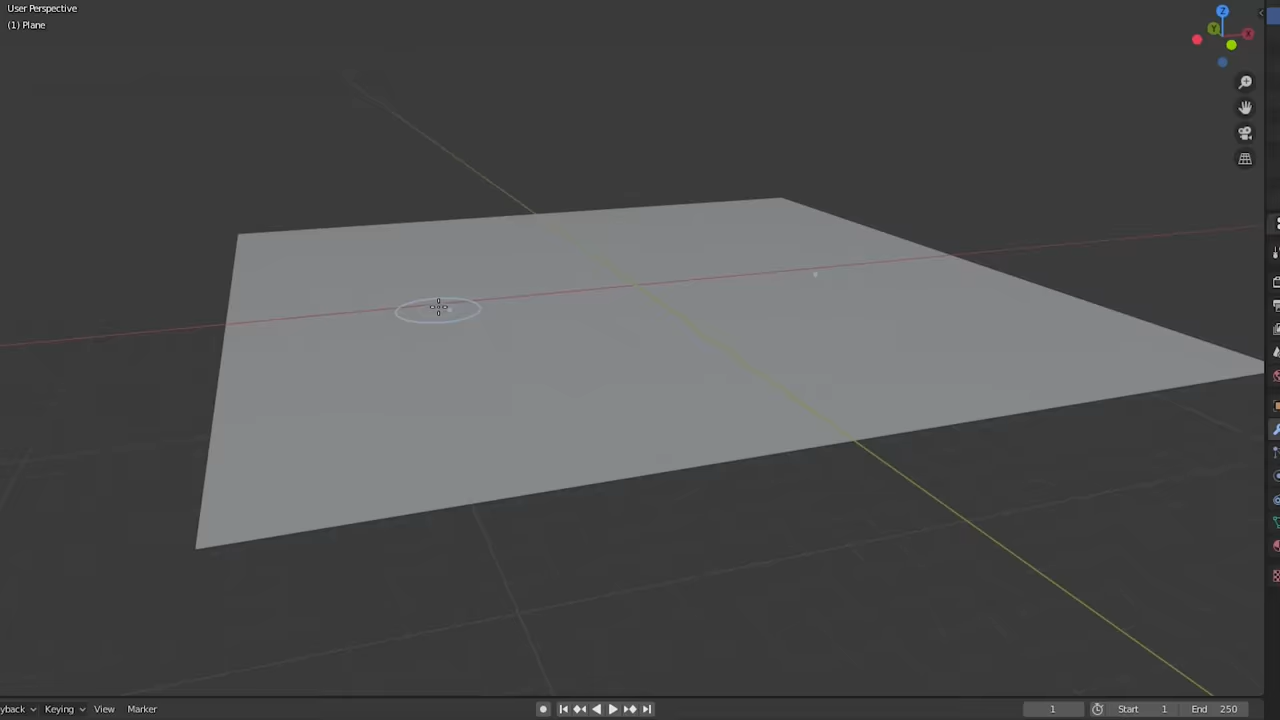 User Perspective
(1) Plane
Z
Y
X
yback Keying View Marker 1 Start 1 End 250